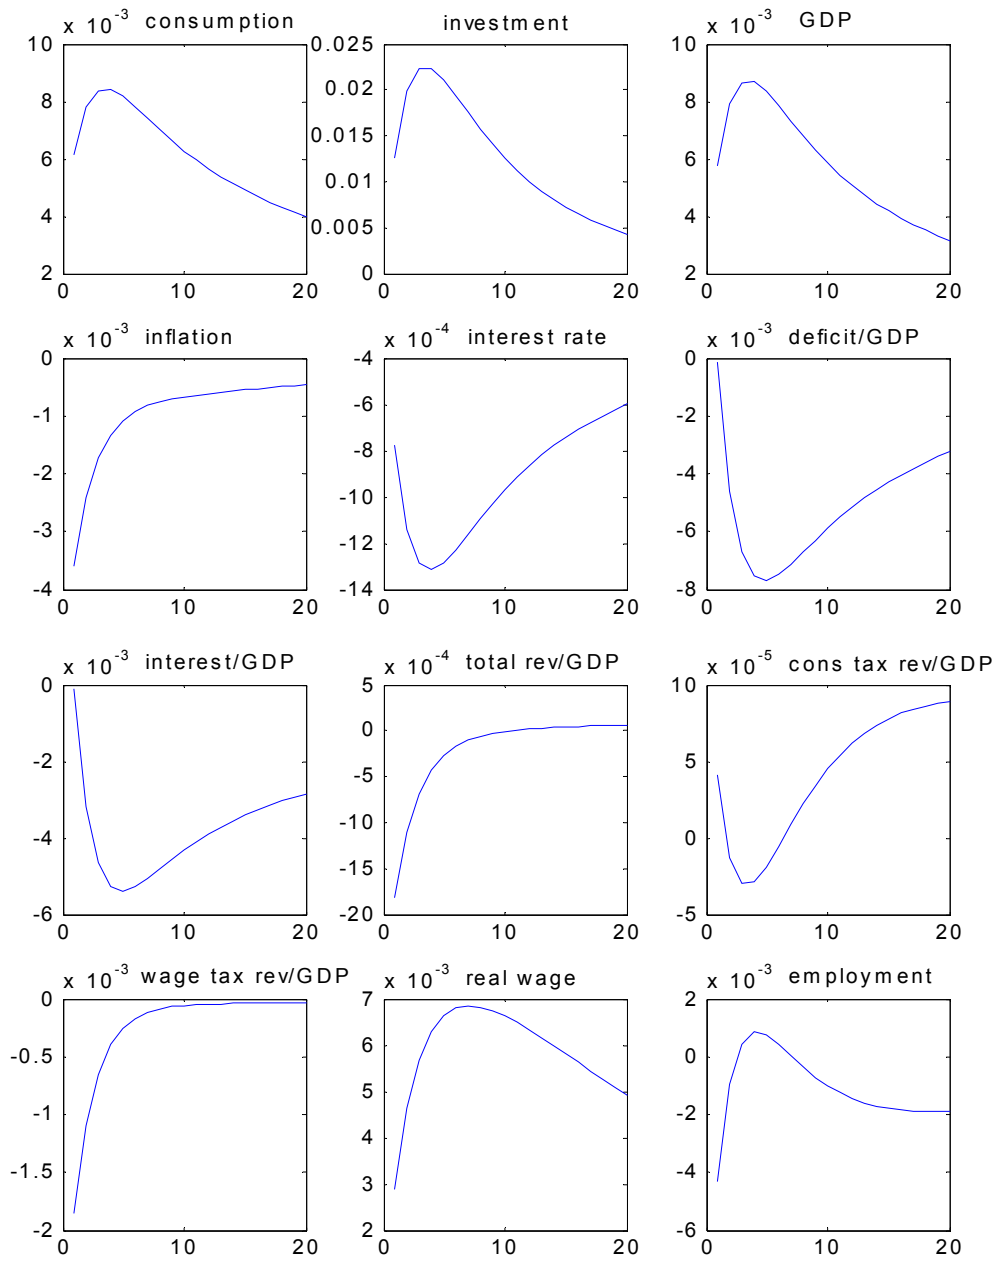 x 10^-3 consumption
investment
x 10^-3 GDP
10
8
6
4
2
0 10 20
0.025
0.02
0.015
0.01
0.005
0
0 10 20
10
8
6
4
2
0 10 20
x 10^-3 inflation
x 10^-4 interest rate
x 10^-3 deficit/GDP
0
-1
-2
-3
-4
0 10 20
-4
-6
-8
-10
-12
-14
0 10 20
0
-2
-4
-6
-8
0 10 20
x 10^-3 interest/GDP
x 10^-4 total rev/GDP
x 10^-5 cons tax rev/GDP
0
-2
-4
-6
0 10 20
5
0
-5
-10
-15
-20
0 10 20
10
5
0
-5
0 10 20
x 10^-3 wage tax rev/GDP
x 10^-3 real wage
x 10^-3 employment
0
-0.5
-1
-1.5
-2
0 10 20
7
6
5
4
3
2
0 10 20
2
0
-2
-4
-6
0 10 20